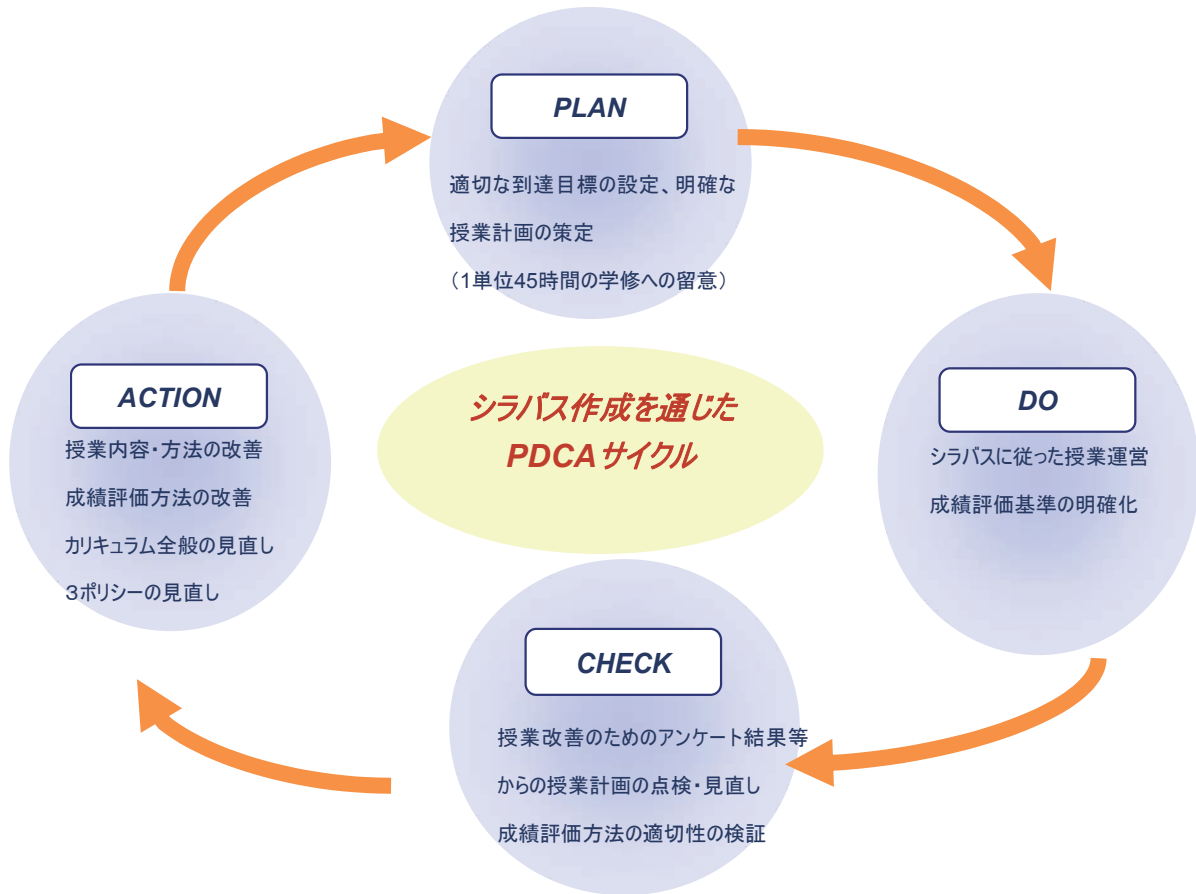 PLAN
適切な到達目標の設定、明確な
授業計画の策定
（1単位45時間の学修への留意）
DO
シラバスに従った授業運営
成績評価基準の明確化
CHECK
授業改善のためのアンケート結果等
からの授業計画の点検・見直し
成績評価方法の適切性の検証
ACTION
授業内容・方法の改善
成績評価方法の改善
カリキュラム全般の見直し
３ポリシーの見直し
シラバス作成を通じた
PDCAサイクル